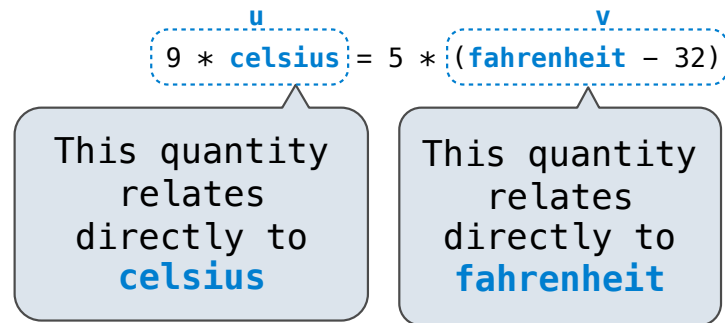 u v
9 * celsius = 5 * (fahrenheit − 32)
This quantity
relates
directly to
celsius
This quantity
relates
directly to
fahrenheit